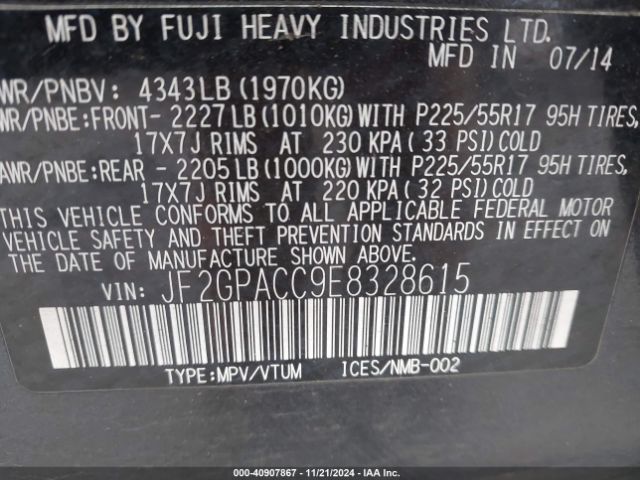 MFD BY FUJI HEAVY INDUSTRIES LTD.
MFD IN 07/14
WR/PNBV: 4343LB (1970KG)
WR/PNBE:FRONT- 2227LB (1010KG) WITH P225/55R17 95H TIRES,
17X7J RIMS AT 230 KPA (33 PSI) COLD
AWR/PNBE:REAR - 2205LB (1000KG) WITH P225/55R17 95H TIRES,
17X7J RIMS AT 220 KPA (32 PSI) COLD
THIS VEHICLE CONFORMS TO ALL APPLICABLE FEDERAL MOTOR
VEHICLE SAFETY AND THEFT PREVENTION STANDARDS IN EFFECT ON
THE DATE OF MANUFACTURE SHOWN ABOVE.
VIN: JF2GPACC9E8328615
TYPE:MPV/VTUM ICES/NMB-002
000-40907867 - 11/21/2024 - IAA Inc.